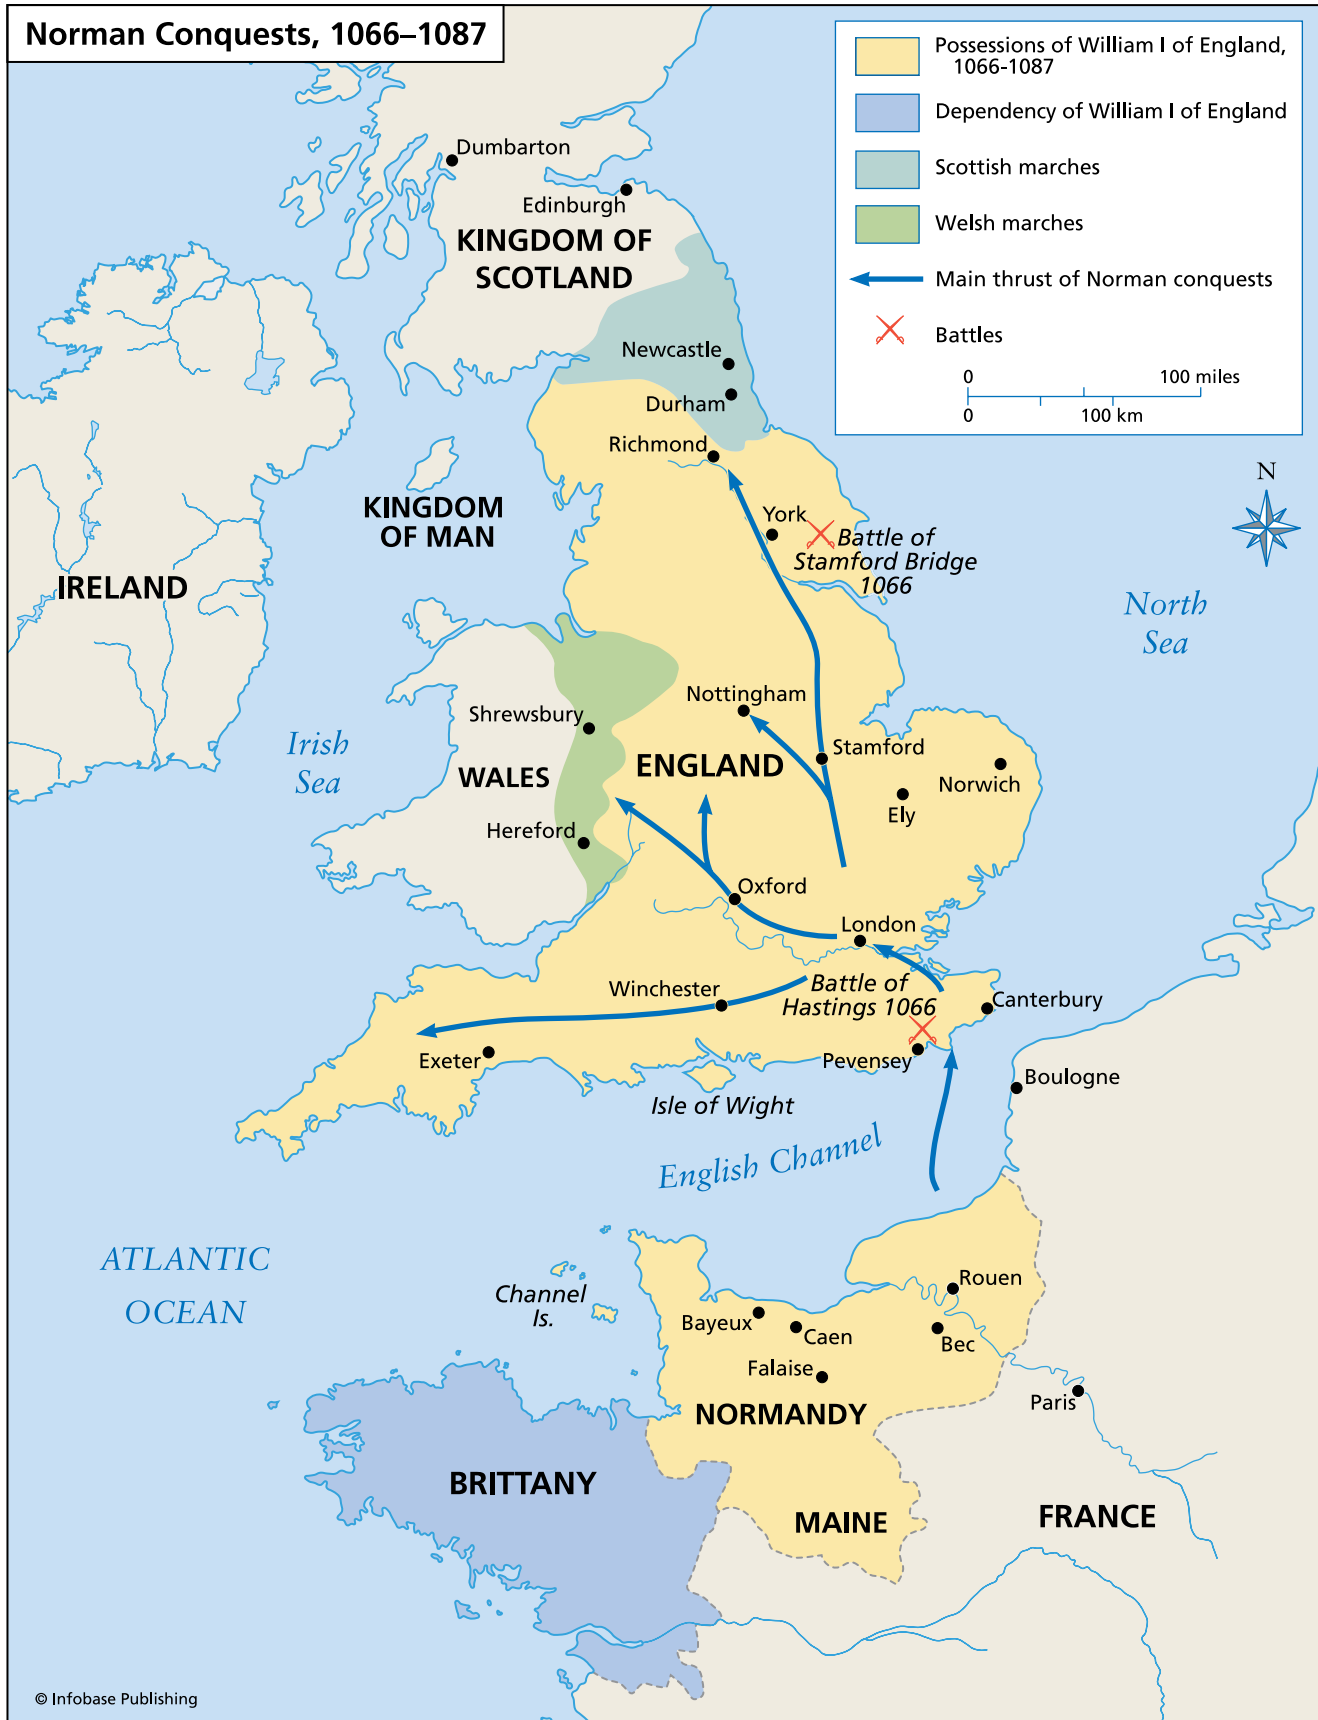 Norman Conquests, 1066–1087
Possessions of William I of England,
1066-1087
Dependency of William I of England
Scottish marches
Welsh marches
Main thrust of Norman conquests
Battles
0
100 miles
0
100 km
N
Dumbarton
Edinburgh
KINGDOM OF
SCOTLAND
Newcastle
Durham
Richmond
KINGDOM
OF MAN
York
Battle of
Stamford Bridge
1066
IRELAND
North
Sea
Nottingham
Shrewsbury
Stamford
Irish
Sea
WALES
ENGLAND
Norwich
Ely
Hereford
Oxford
London
Winchester
Battle of
Hastings 1066
Canterbury
Exeter
Pevensey
Boulogne
Isle of Wight
English Channel
ATLANTIC
OCEAN
Channel
Is.
Rouen
Bayeux
Caen
Bec
Falaise
Paris
NORMANDY
BRITTANY
MAINE
FRANCE
© Infobase Publishing